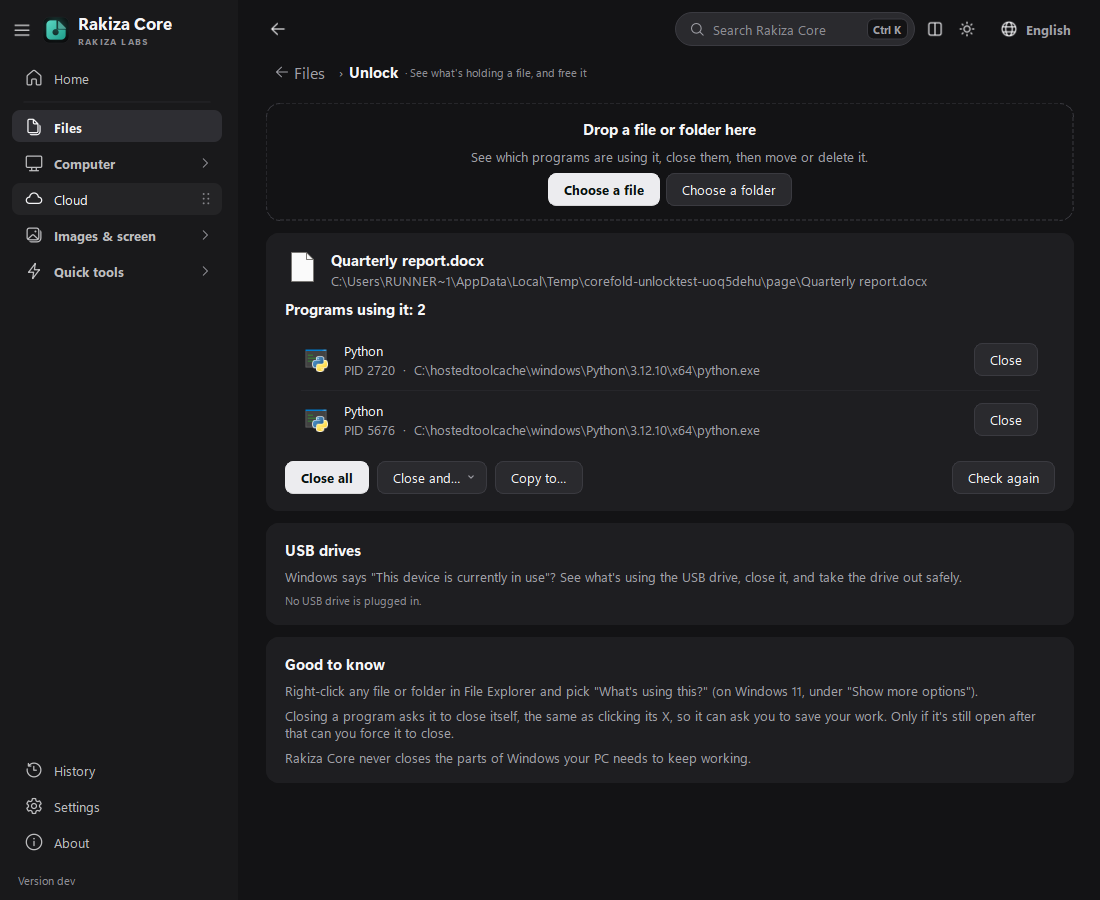 Rakiza Core
RAKIZA LABS
Home
Files
Computer
Cloud
Images & screen
Quick tools
History
Settings
About
Version dev
Search Rakiza Core
Ctrl K
English
Files › Unlock · See what's holding a file, and free it
Drop a file or folder here
See which programs are using it, close them, then move or delete it.
Choose a file
Choose a folder
Quarterly report.docx
C:\Users\RUNNER~1\AppData\Local\Temp\corefold-unlocktest-uoq5dehu\page\Quarterly report.docx
Programs using it: 2
Python
PID 2720 · C:\hostedtoolcache\windows\Python\3.12.10\x64\python.exe
Close
Python
PID 5676 · C:\hostedtoolcache\windows\Python\3.12.10\x64\python.exe
Close
Close all
Close and...
Copy to...
Check again
USB drives
Windows says "This device is currently in use"? See what's using the USB drive, close it, and take the drive out safely.
No USB drive is plugged in.
Good to know
Right-click any file or folder in File Explorer and pick "What's using this?" (on Windows 11, under "Show more options").
Closing a program asks it to close itself, the same as clicking its X, so it can ask you to save your work. Only if it's still open after
that can you force it to close.
Rakiza Core never closes the parts of Windows your PC needs to keep working.